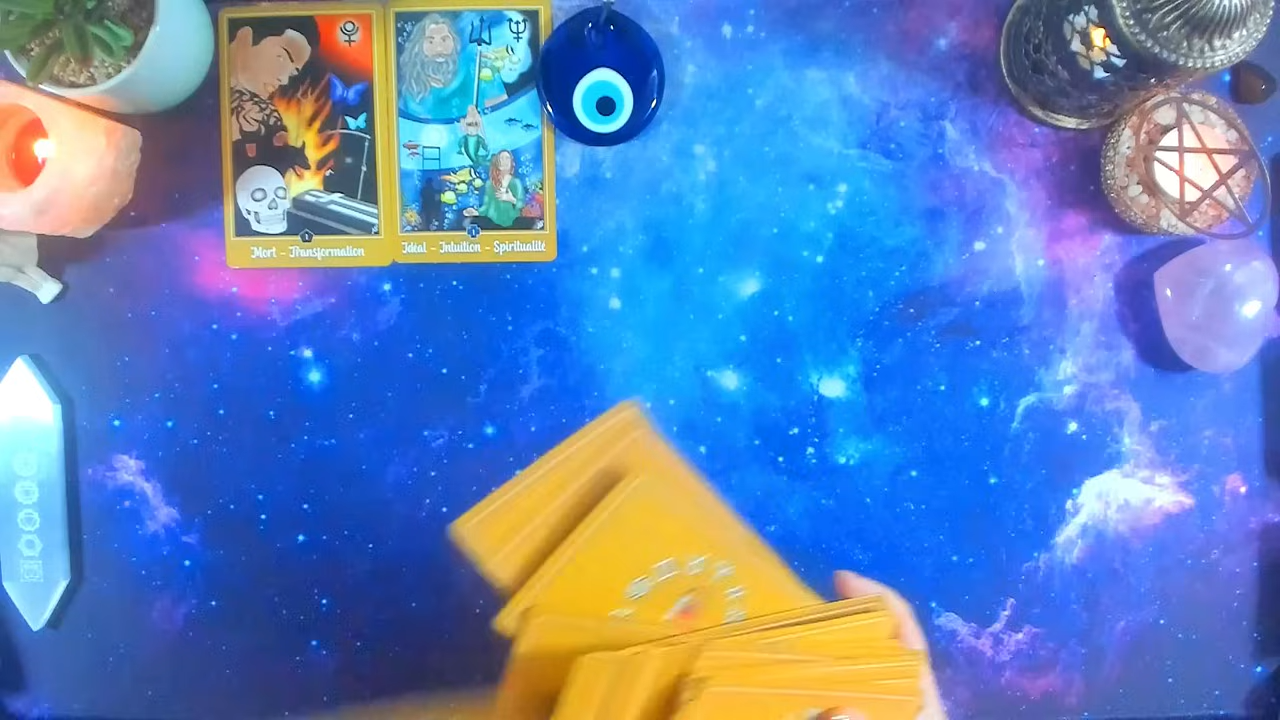 Mort - Transformation
Idéal - Intuition - Spiritualité